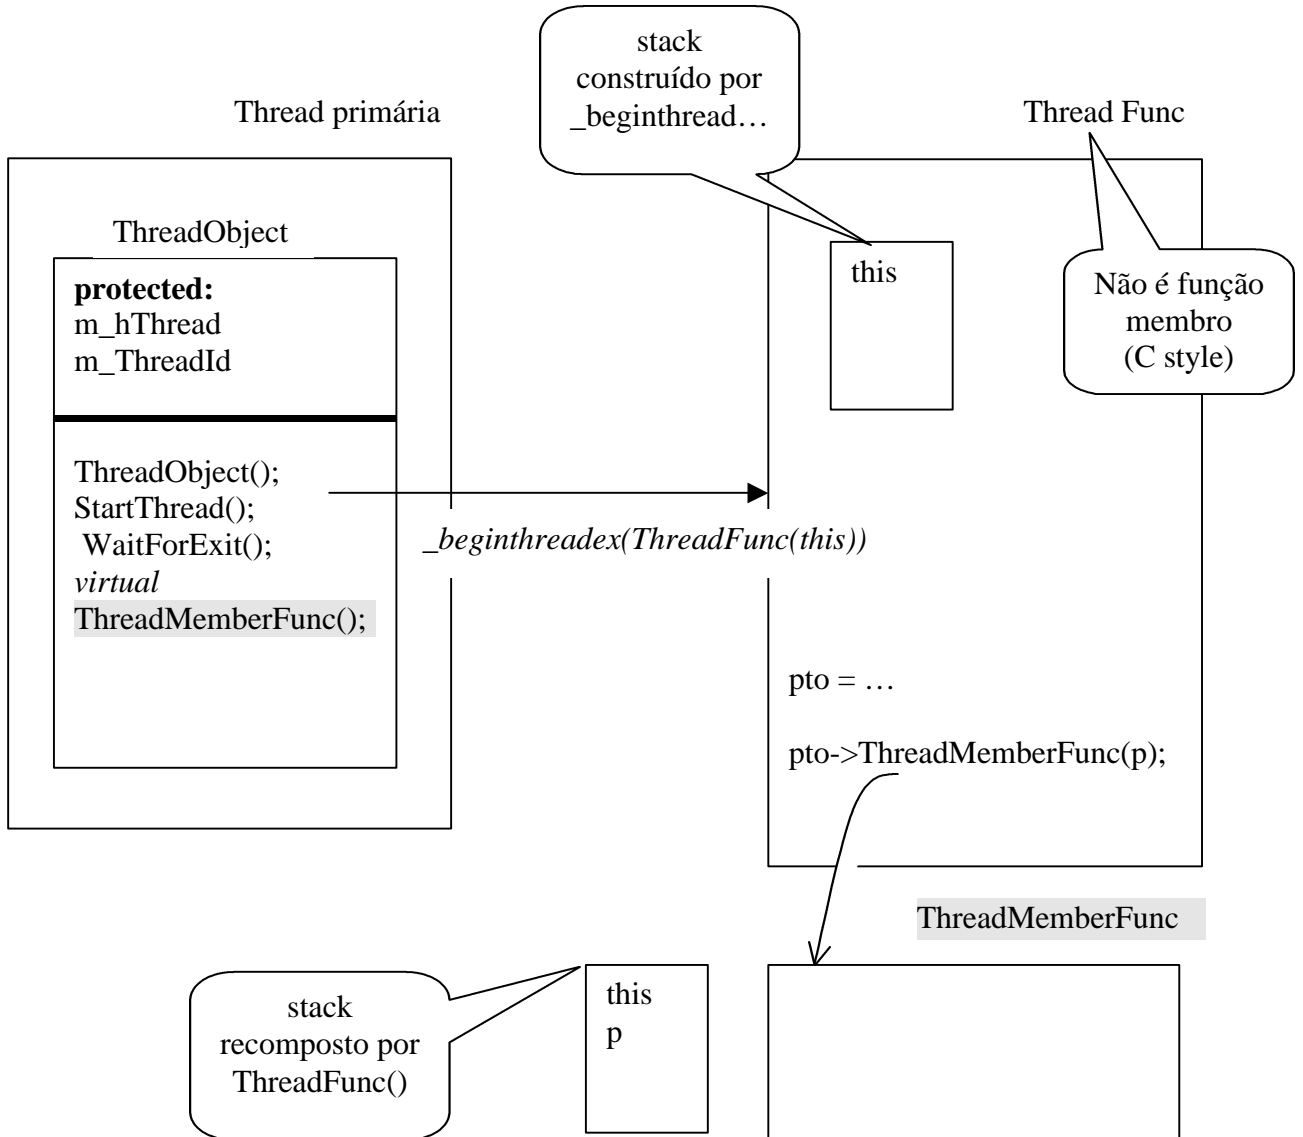 stack
construído por
_beginthread…
Thread primária
Thread Func
ThreadObject
protected:
m_hThread
m_ThreadId
this
Não é função
membro
(C style)
ThreadObject();
StartThread();
WaitForExit();
virtual
ThreadMemberFunc();
_beginthreadex(ThreadFunc(this))
pto = …
pto->ThreadMemberFunc(p);
ThreadMemberFunc
stack
recomposto por
ThreadFunc()
this
p